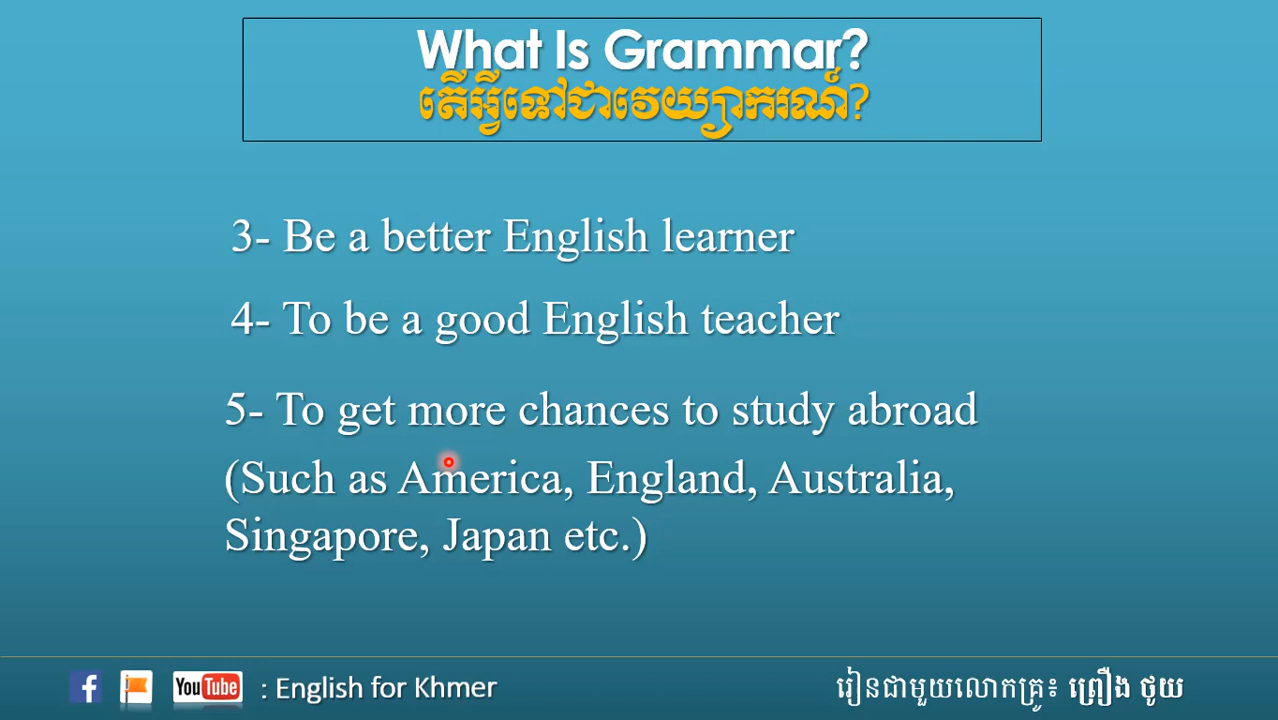 What Is Grammar?
តើអ្វីទៅជាវេយ្យាករណ៍?
3- Be a better English learner
4- To be a good English teacher
5- To get more chances to study abroad
(Such as America, England, Australia,
Singapore, Japan etc.)
f YouTube : English for Khmer
រៀនជាមួយលោកគ្រូ៖ ព្រឿង ថូយ